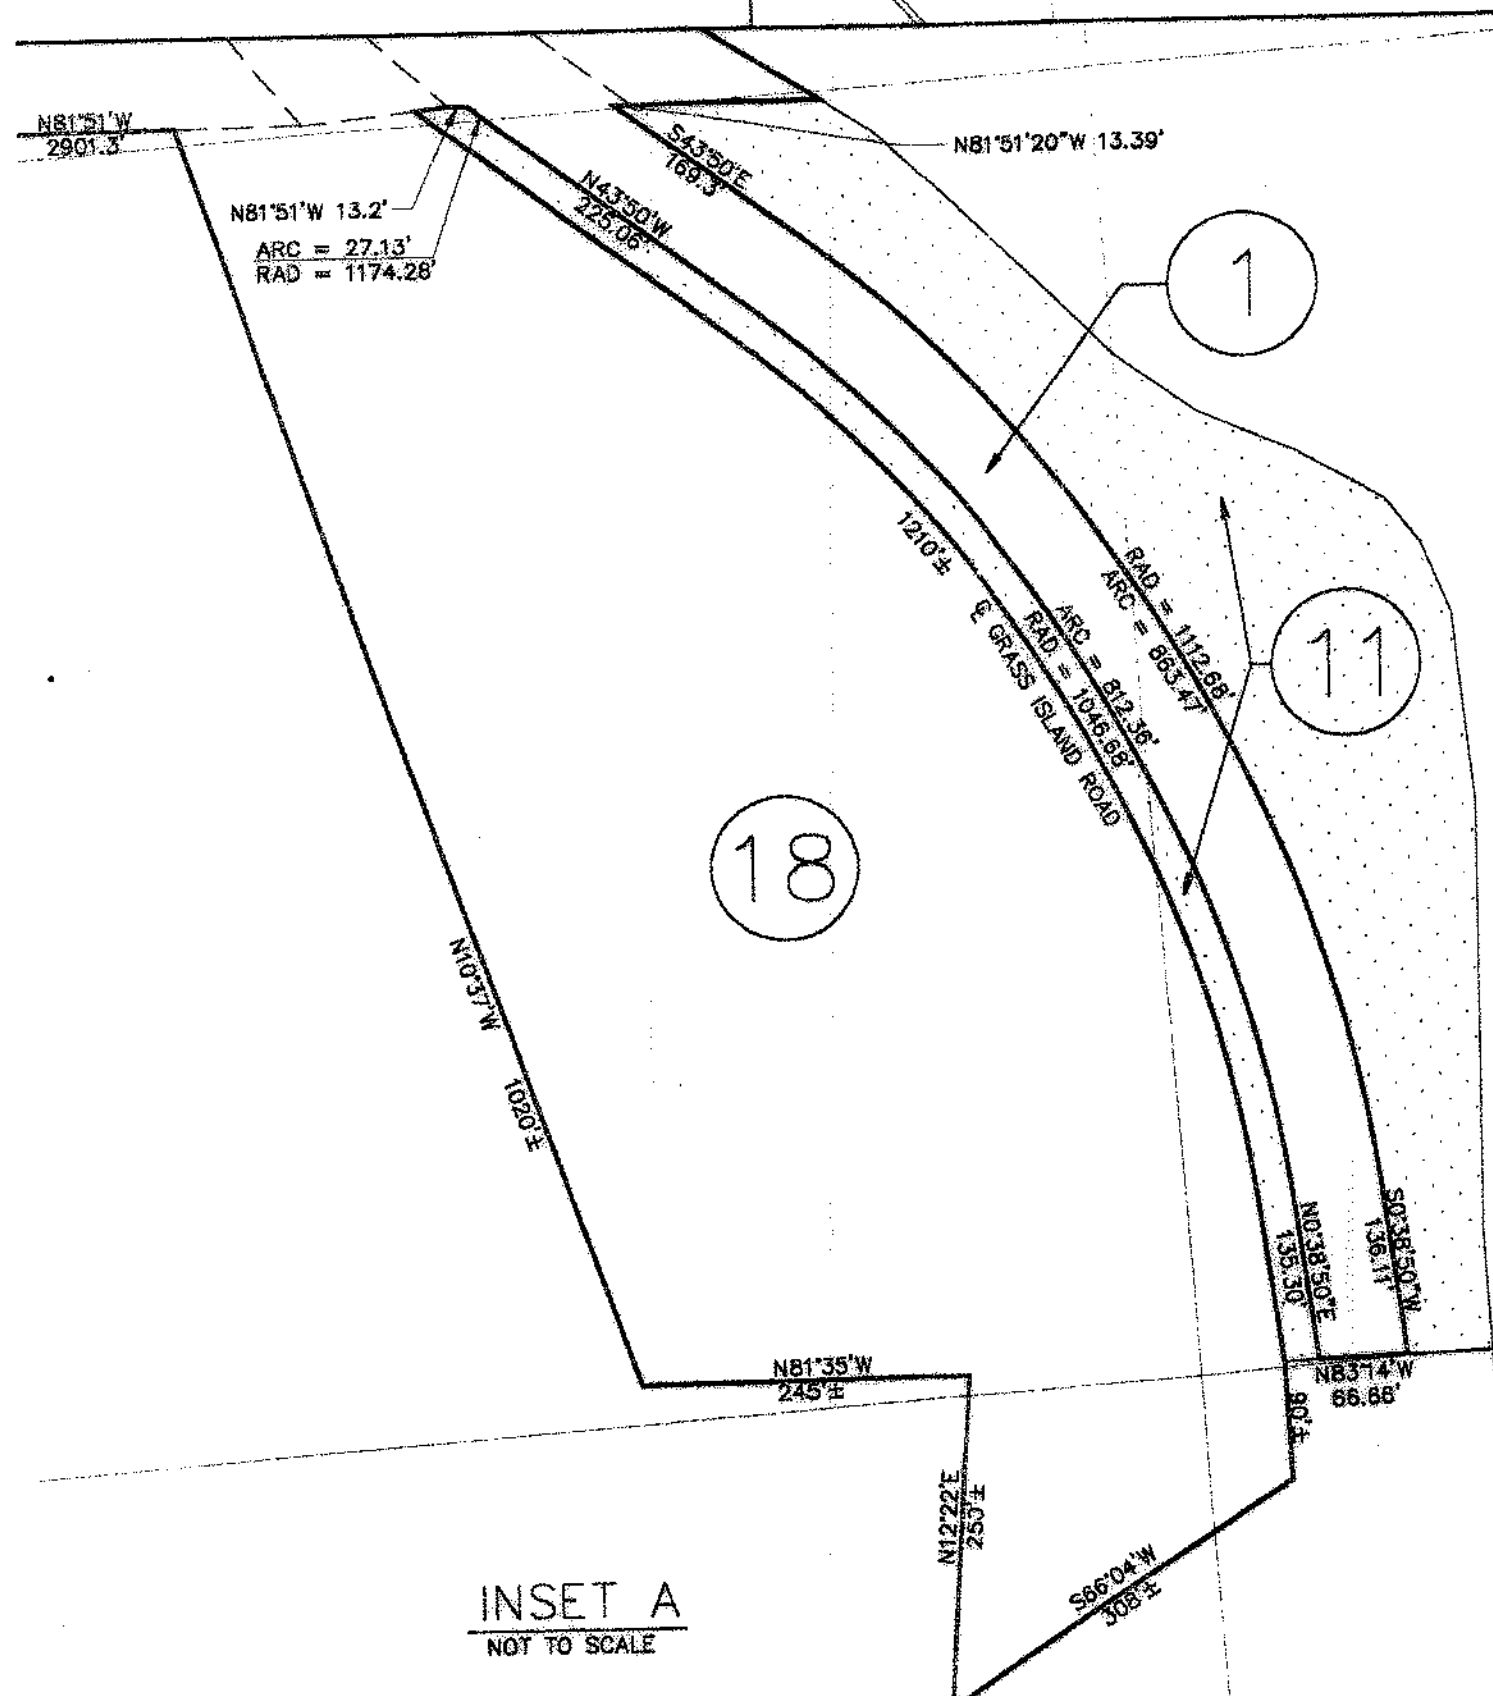 N81°51'W
2901.3'
N81°51'20"W 13.39'
S43°50'E
169.3'
N43°50'W
225.06'
N81°51'W 13.2'
ARC = 27.13'
RAD = 1174.28'
1
1210'±
℄ GRASS ISLAND ROAD
ARC = 812.36'
RAD = 1046.68'
RAD = 1112.68'
ARC = 863.47'
11
18
N10°37'W
1020'±
N0°38'50"E
135.30'
S0°38'50"W
136.11'
N81°35'W
245'±
N83°14'W
66.66'
90'±
N12°22'E
250'±
S66°04'W
308'±
INSET A
NOT TO SCALE